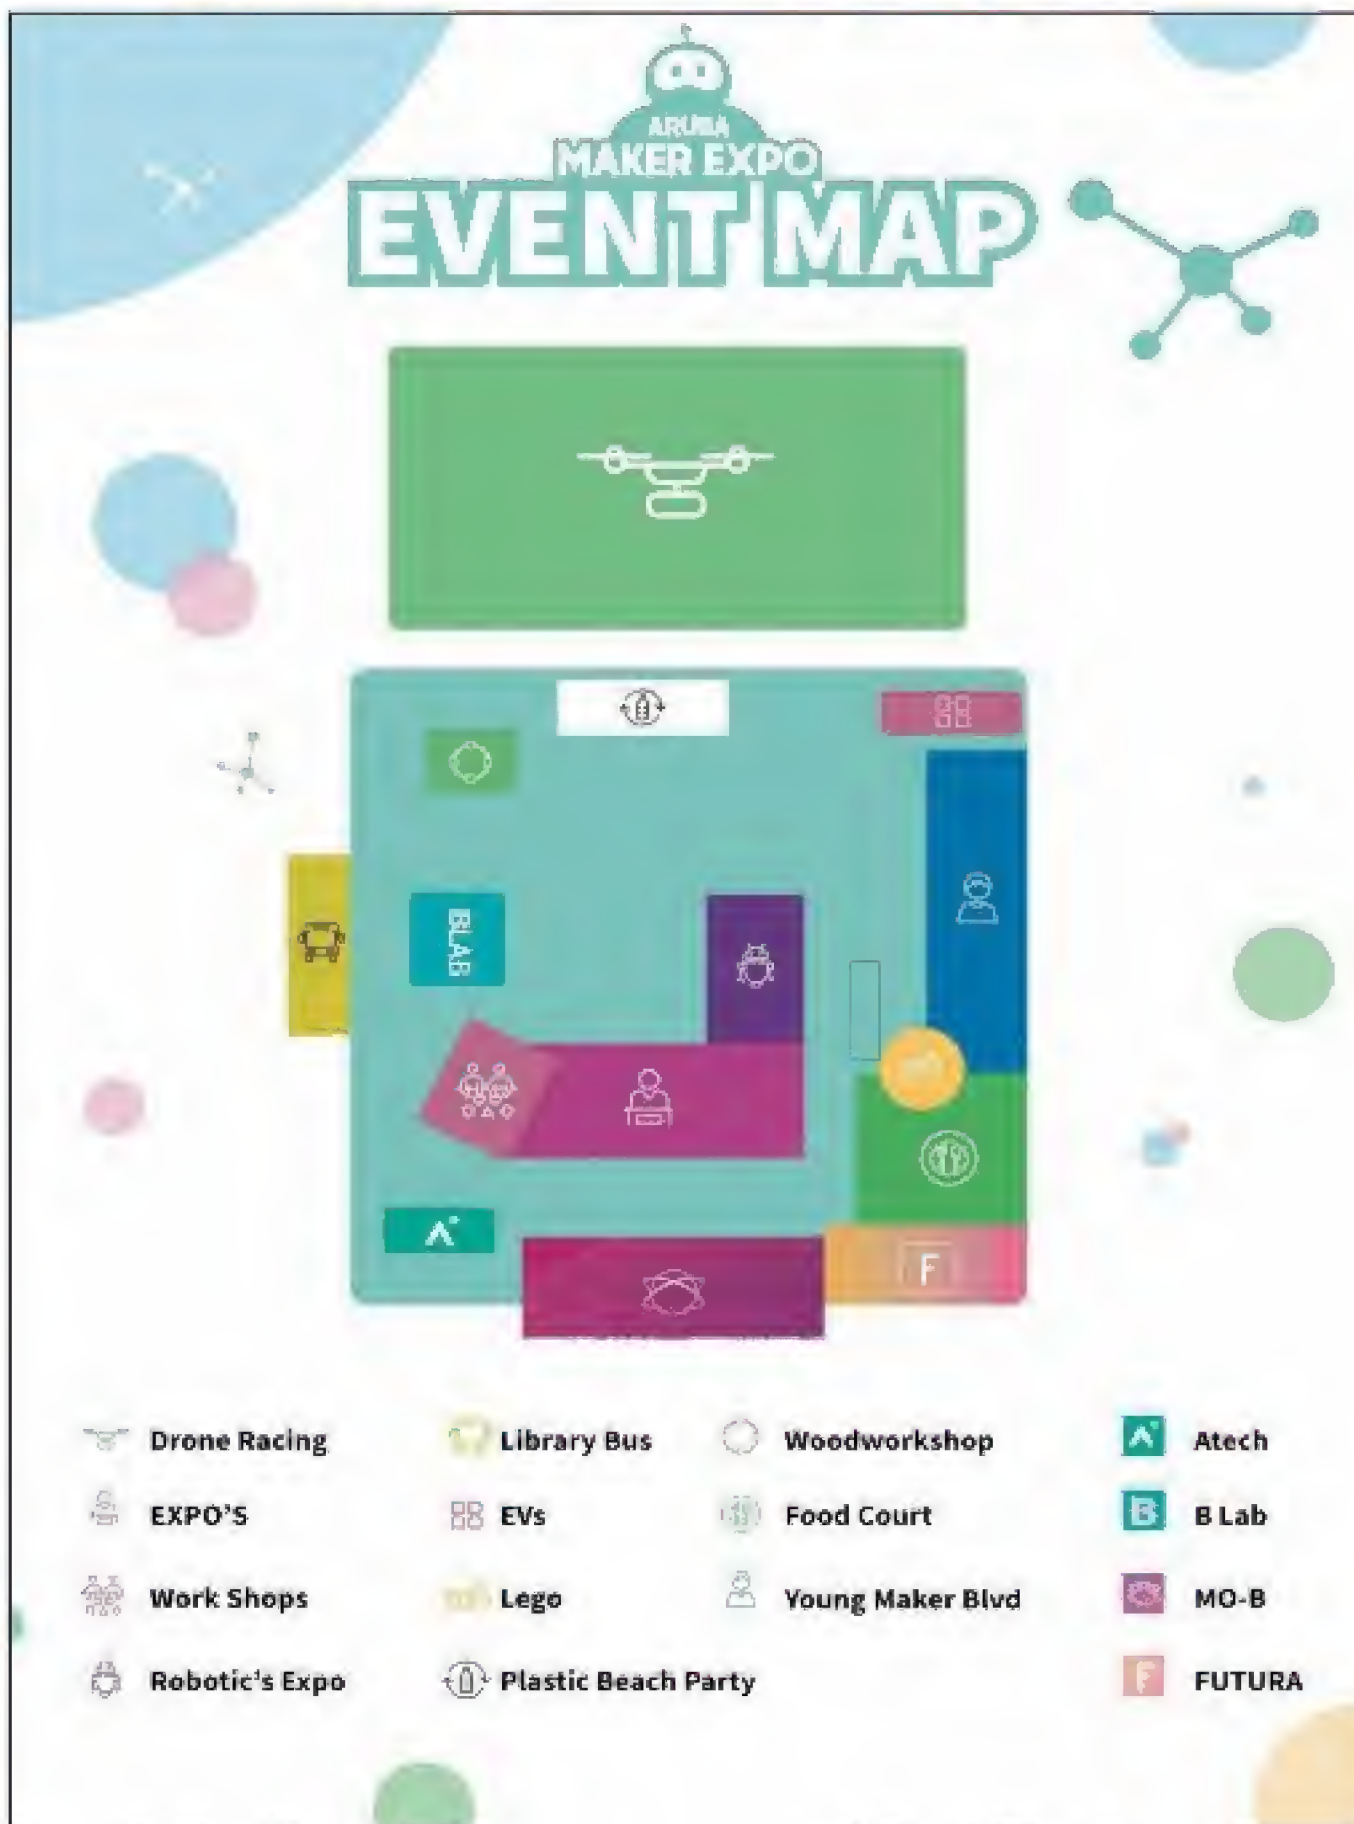 ARUBA
MAKER EXPO
EVENT MAP
BLAB
F
Drone Racing
Library Bus
Woodworkshop
Atech
EXPO'S
EVs
Food Court
B
B Lab
Work Shops
Lego
Young Maker Blvd
MO-B
Robotic's Expo
Plastic Beach Party
F
FUTURA